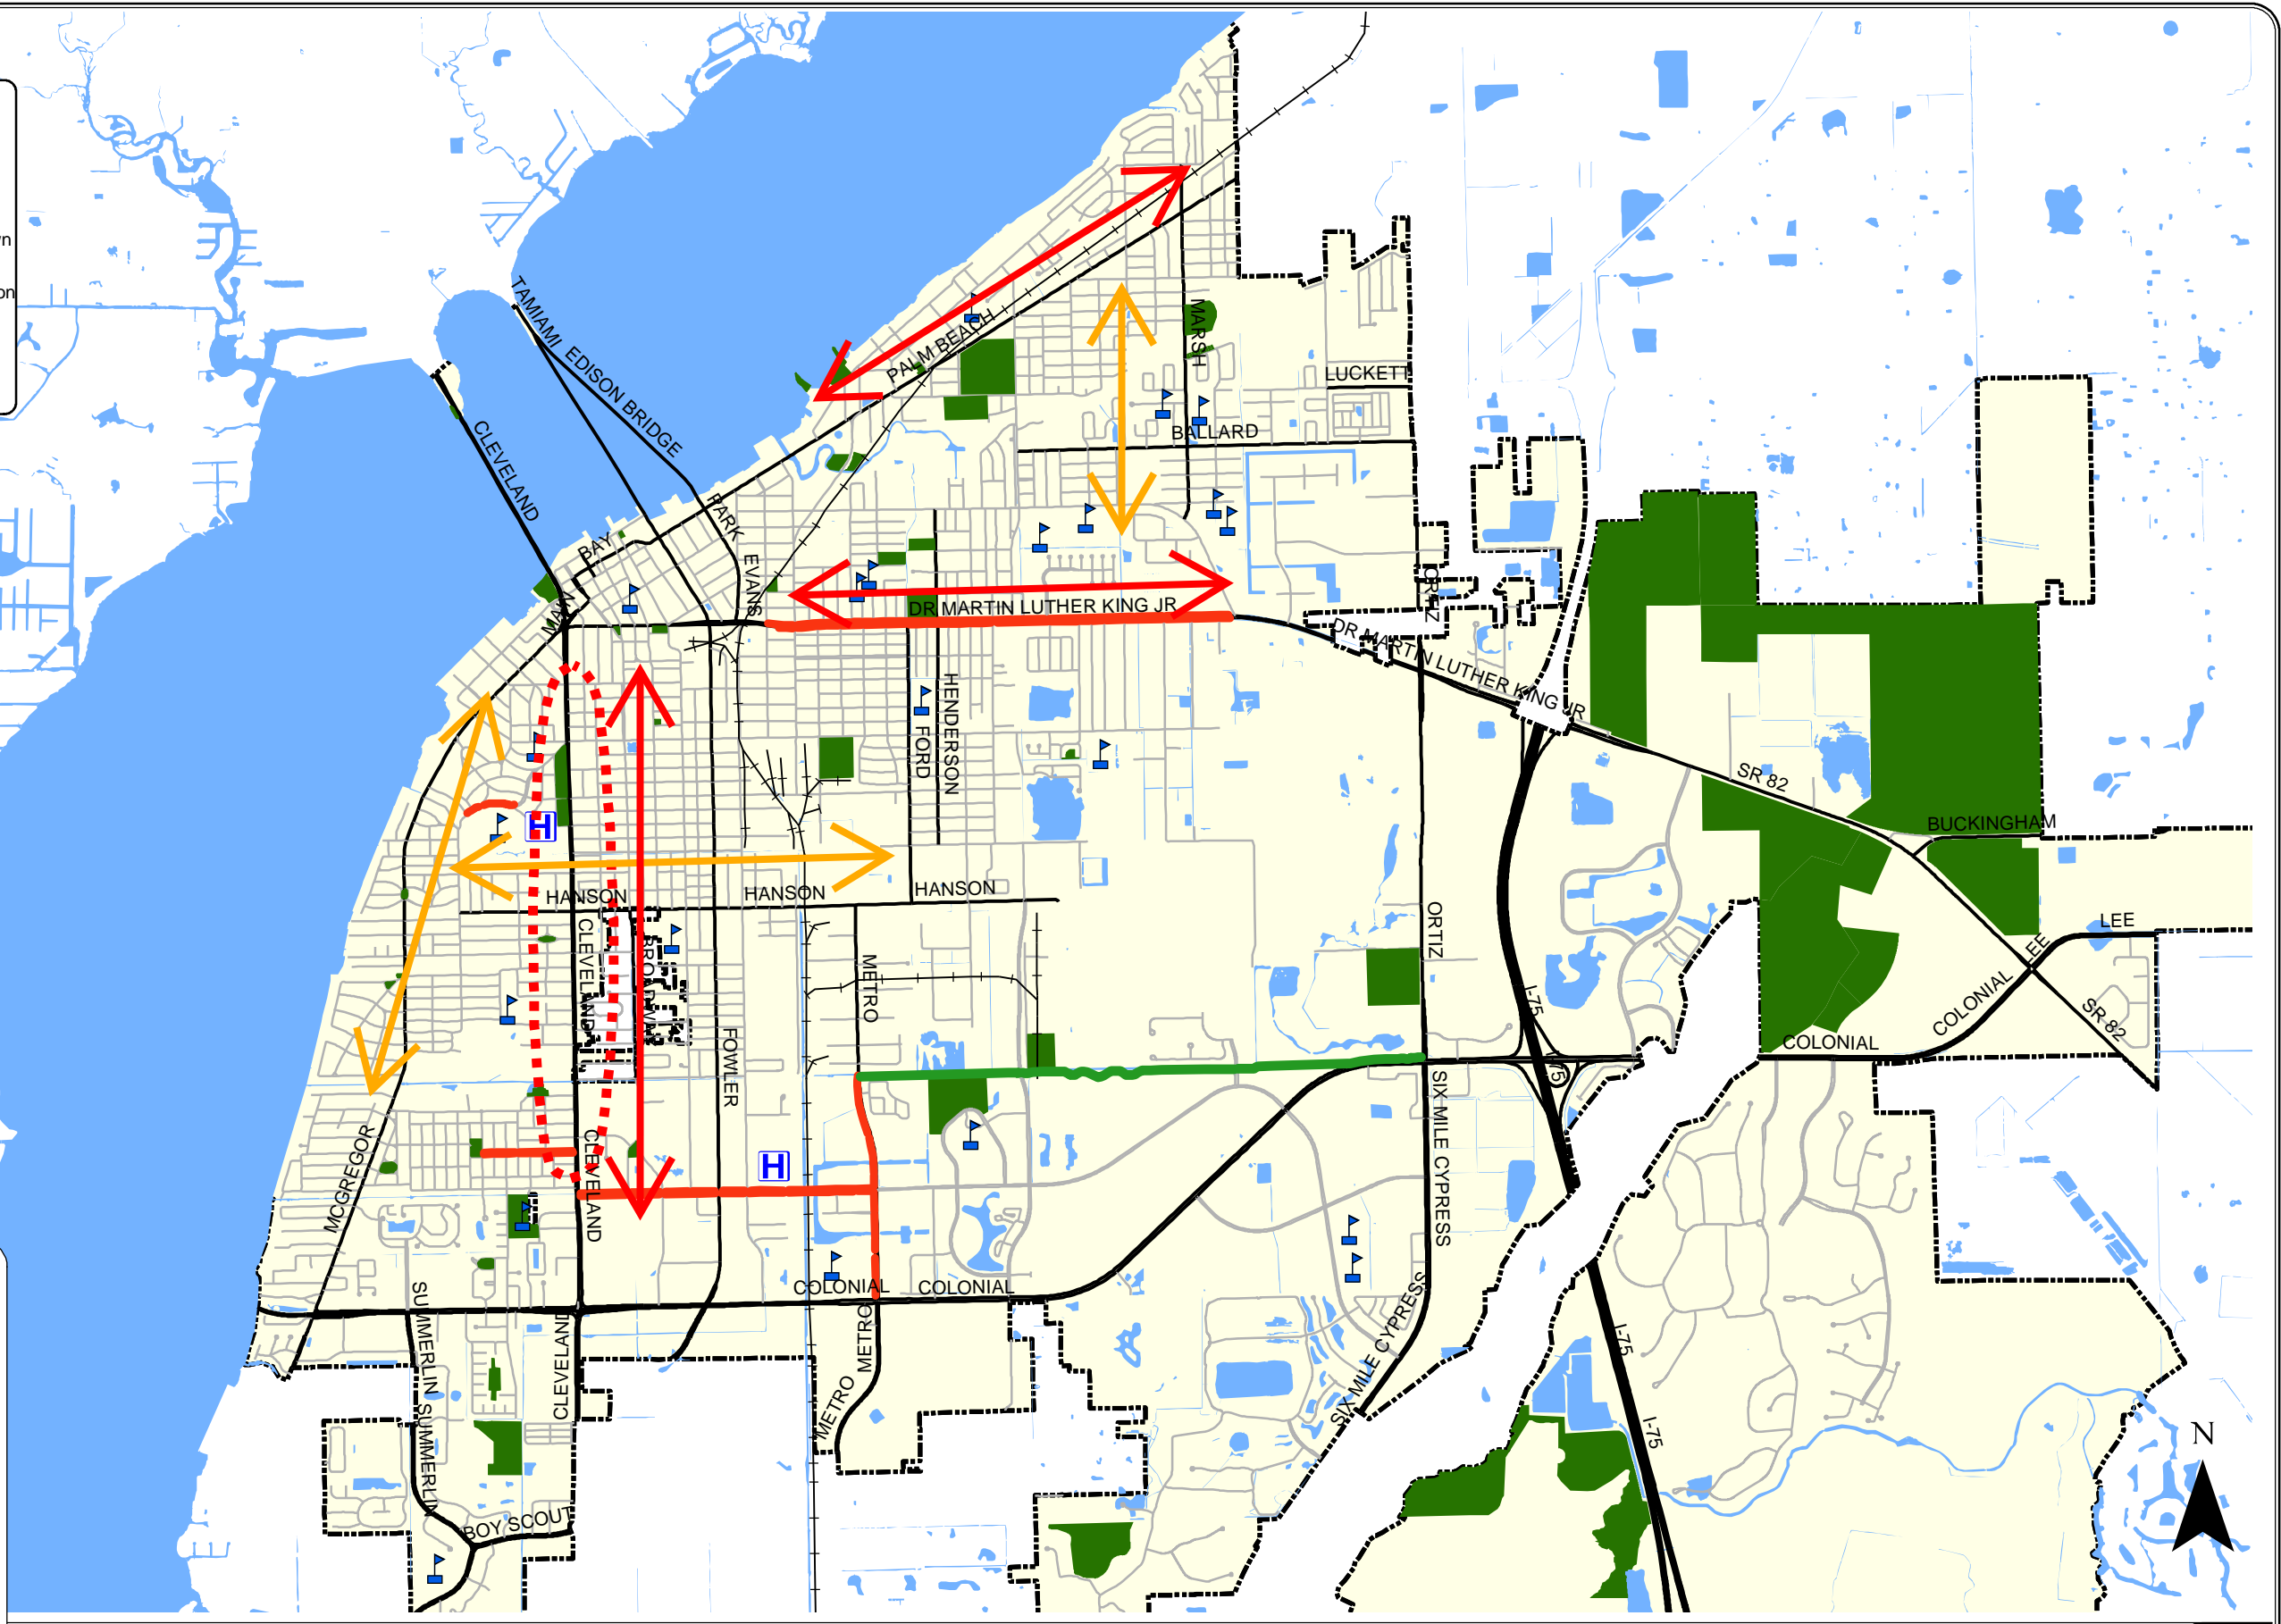 wn
on
TAMIAMI
EDISON BRIDGE
CLEVELAND
PALM BEACH
MARSH
LUCKETT
BALLARD
PARK
BAY
EVANS
MAIN
DR MARTIN LUTHER KING JR
ORTIZ
DR MARTIN LUTHER KING JR
HENDERSON
FORD
SR 82
BUCKINGHAM
H
HANSON
HANSON
HANSON
CLEVELAND
BROADWAY
METRO
ORTIZ
LEE
LEE
COLONIAL
SR 82
I-75
FOWLER
COLONIAL
I-75
SIX MILE CYPRESS
MCGREGOR
CLEVELAND
H
COLONIAL
COLONIAL
SUMMERLIN
CLEVELAND
METRO
SIX MILE CYPRESS
I-75
METRO
SUMMERLIN
I-75
N
BOY SCOUT